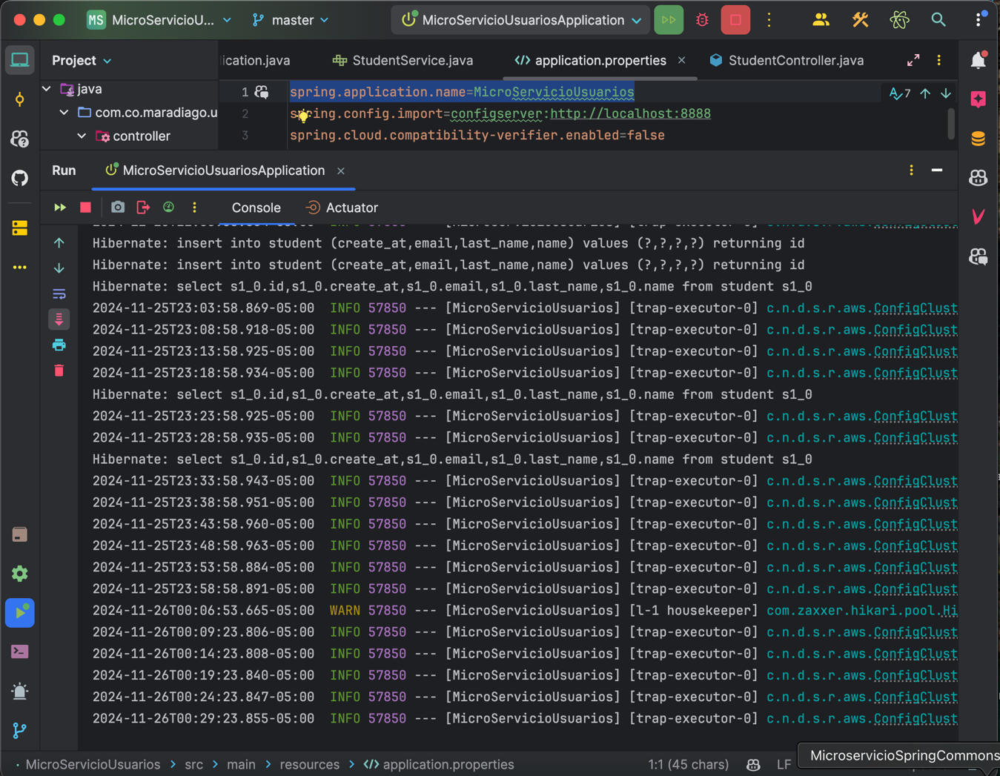 MS MicroServicioU... master MicroServicioUsuariosApplication
Project lication.java StudentService.java </> application.properties StudentController.java
java
com.co.maradiago.u
controller
1 spring.application.name=MicroServicioUsuarios 7
2 spring.config.import=configserver:http://localhost:8888
3 spring.cloud.compatibility-verifier.enabled=false
Run MicroServicioUsuariosApplication
Console Actuator
Hibernate: insert into student (create_at,email,last_name,name) values (?,?,?,?) returning id
Hibernate: insert into student (create_at,email,last_name,name) values (?,?,?,?) returning id
Hibernate: select s1_0.id,s1_0.create_at,s1_0.email,s1_0.last_name,s1_0.name from student s1_0
2024-11-25T23:03:58.869-05:00 INFO 57850 --- [MicroServicioUsuarios] [trap-executor-0] c.n.d.s.r.aws.ConfigClust
2024-11-25T23:08:58.918-05:00 INFO 57850 --- [MicroServicioUsuarios] [trap-executor-0] c.n.d.s.r.aws.ConfigClust
2024-11-25T23:13:58.925-05:00 INFO 57850 --- [MicroServicioUsuarios] [trap-executor-0] c.n.d.s.r.aws.ConfigClust
2024-11-25T23:18:58.934-05:00 INFO 57850 --- [MicroServicioUsuarios] [trap-executor-0] c.n.d.s.r.aws.ConfigClust
Hibernate: select s1_0.id,s1_0.create_at,s1_0.email,s1_0.last_name,s1_0.name from student s1_0
2024-11-25T23:23:58.925-05:00 INFO 57850 --- [MicroServicioUsuarios] [trap-executor-0] c.n.d.s.r.aws.ConfigClust
2024-11-25T23:28:58.935-05:00 INFO 57850 --- [MicroServicioUsuarios] [trap-executor-0] c.n.d.s.r.aws.ConfigClust
Hibernate: select s1_0.id,s1_0.create_at,s1_0.email,s1_0.last_name,s1_0.name from student s1_0
2024-11-25T23:33:58.943-05:00 INFO 57850 --- [MicroServicioUsuarios] [trap-executor-0] c.n.d.s.r.aws.ConfigClust
2024-11-25T23:38:58.951-05:00 INFO 57850 --- [MicroServicioUsuarios] [trap-executor-0] c.n.d.s.r.aws.ConfigClust
2024-11-25T23:43:58.960-05:00 INFO 57850 --- [MicroServicioUsuarios] [trap-executor-0] c.n.d.s.r.aws.ConfigClust
2024-11-25T23:48:58.963-05:00 INFO 57850 --- [MicroServicioUsuarios] [trap-executor-0] c.n.d.s.r.aws.ConfigClust
2024-11-25T23:53:58.884-05:00 INFO 57850 --- [MicroServicioUsuarios] [trap-executor-0] c.n.d.s.r.aws.ConfigClust
2024-11-25T23:58:58.891-05:00 INFO 57850 --- [MicroServicioUsuarios] [trap-executor-0] c.n.d.s.r.aws.ConfigClust
2024-11-26T00:06:53.665-05:00 WARN 57850 --- [MicroServicioUsuarios] [l-1 housekeeper] com.zaxxer.hikari.pool.Hi
2024-11-26T00:09:23.806-05:00 INFO 57850 --- [MicroServicioUsuarios] [trap-executor-0] c.n.d.s.r.aws.ConfigClust
2024-11-26T00:14:23.808-05:00 INFO 57850 --- [MicroServicioUsuarios] [trap-executor-0] c.n.d.s.r.aws.ConfigClust
2024-11-26T00:19:23.840-05:00 INFO 57850 --- [MicroServicioUsuarios] [trap-executor-0] c.n.d.s.r.aws.ConfigClust
2024-11-26T00:24:23.847-05:00 INFO 57850 --- [MicroServicioUsuarios] [trap-executor-0] c.n.d.s.r.aws.ConfigClust
2024-11-26T00:29:23.855-05:00 INFO 57850 --- [MicroServicioUsuarios] [trap-executor-0] c.n.d.s.r.aws.ConfigClust
MicroservicioSpringCommons
MicroServicioUsuarios > src > main > resources > </> application.properties 1:1 (45 chars) LF